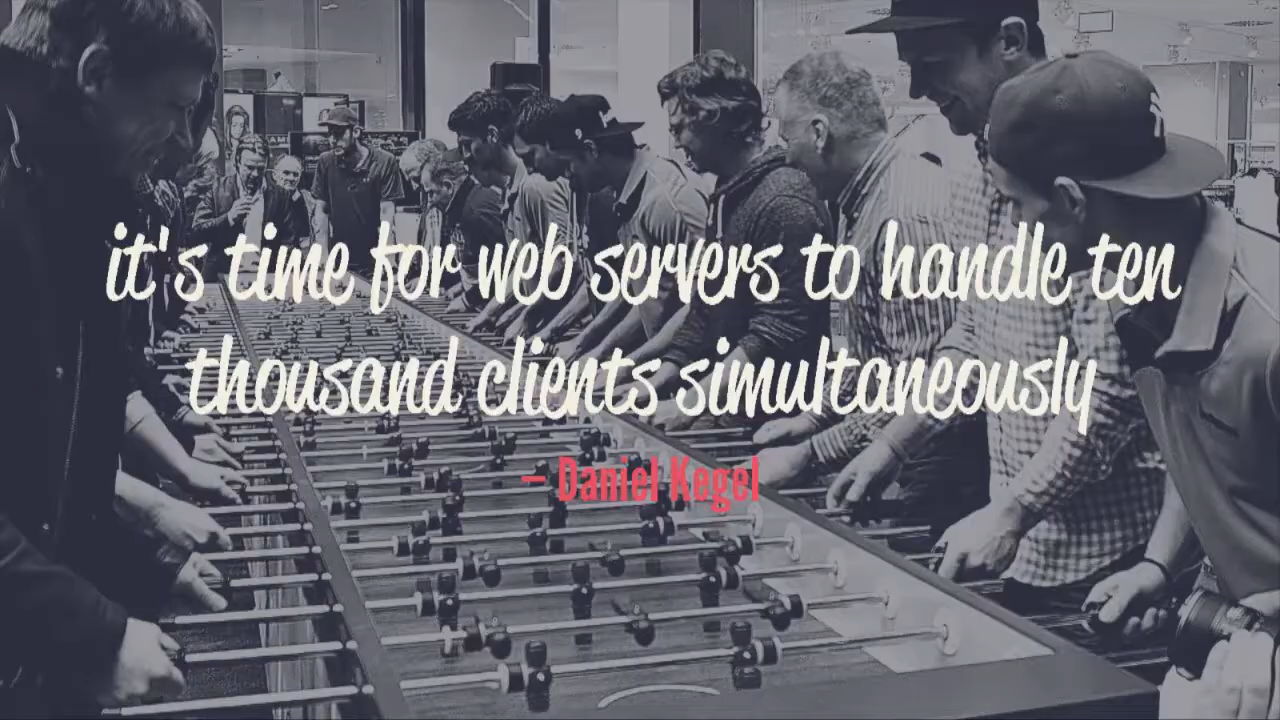 it's time for web servers to handle ten
thousand clients simultaneously
– Daniel Kegel